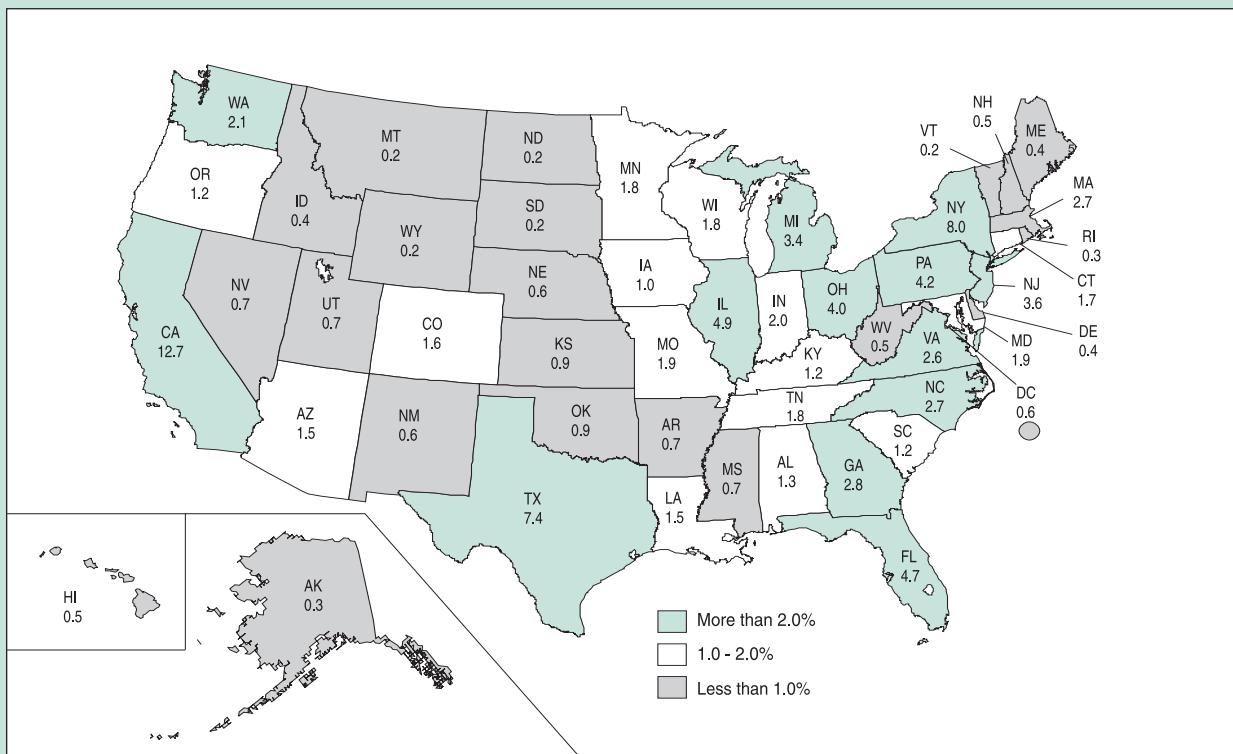 WA
2.1
OR
1.2
CA
12.7
ID
0.4
NV
0.7
UT
0.7
AZ
1.5
MT
0.2
WY
0.2
CO
1.6
NM
0.6
ND
0.2
SD
0.2
NE
0.6
KS
0.9
OK
0.9
TX
7.4
MN
1.8
IA
1.0
MO
1.9
AR
0.7
LA
1.5
WI
1.8
IL
4.9
MS
0.7
MI
3.4
IN
2.0
KY
1.2
TN
1.8
AL
1.3
OH
4.0
WV
0.5
GA
2.8
FL
4.7
SC
1.2
NC
2.7
VA
2.6
PA
4.2
NY
8.0
VT
0.2
NH
0.5
ME
0.4
MA
2.7
RI
0.3
CT
1.7
NJ
3.6
DE
0.4
MD
1.9
DC
0.6
HI
0.5
AK
0.3
More than 2.0%
1.0 - 2.0%
Less than 1.0%